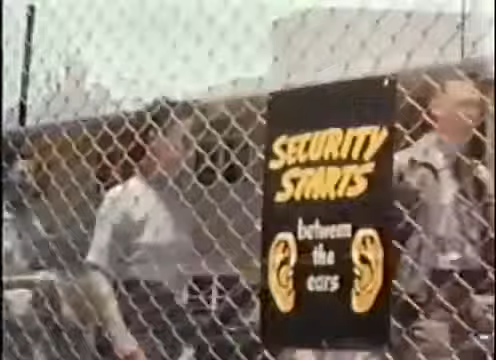 SECURITY
STARTS
between
the
ears